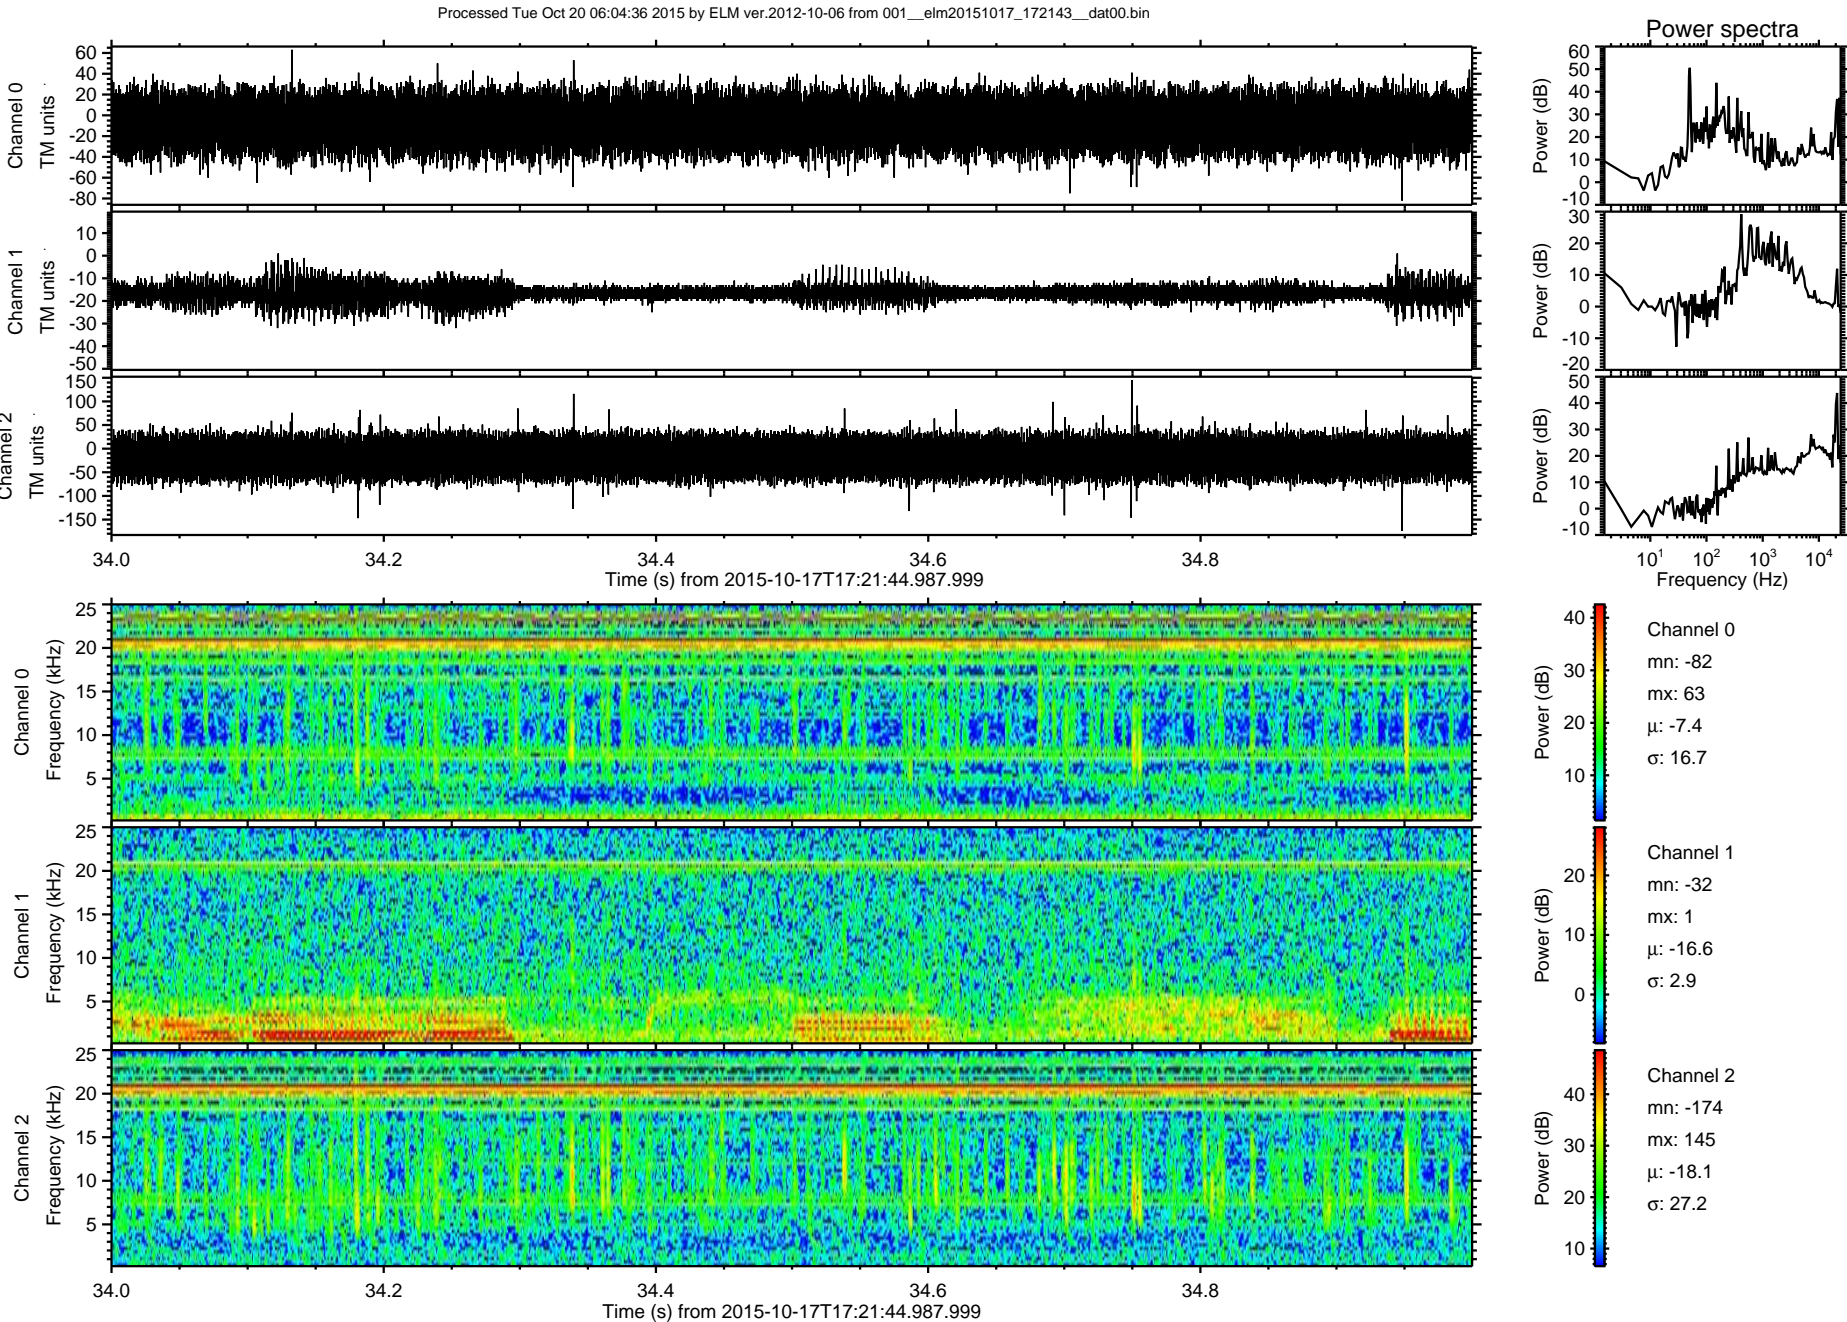 Processed Tue Oct 20 06:04:36 2015 by ELM ver.2012-10-06 from 001__elm20151017_172143__dat00.bin
Power spectra
Channel 0
TM units
60
40
20
0
-20
-40
-60
-80
Power (dB)
60
50
40
30
20
10
0
-10
Channel 1
TM units
10
0
-10
-20
-30
-40
-50
Power (dB)
30
20
10
0
-10
-20
Channel 2
TM units
150
100
50
0
-50
-100
-150
Power (dB)
50
40
30
20
10
0
-10
34.0 34.2 34.4 34.6 34.8
Time (s) from 2015-10-17T17:21:44.987.999
10¹ 10² 10³ 10⁴
Frequency (Hz)
Channel 0
Frequency (kHz)
25
20
15
10
5
Power (dB)
40
30
20
10
Channel 0
mn: -82
mx: 63
μ: -7.4
σ: 16.7
Channel 1
Frequency (kHz)
25
20
15
10
5
Power (dB)
20
10
0
Channel 1
mn: -32
mx: 1
μ: -16.6
σ: 2.9
Channel 2
Frequency (kHz)
25
20
15
10
5
Power (dB)
40
30
20
10
Channel 2
mn: -174
mx: 145
μ: -18.1
σ: 27.2
34.0 34.2 34.4 34.6 34.8
Time (s) from 2015-10-17T17:21:44.987.999